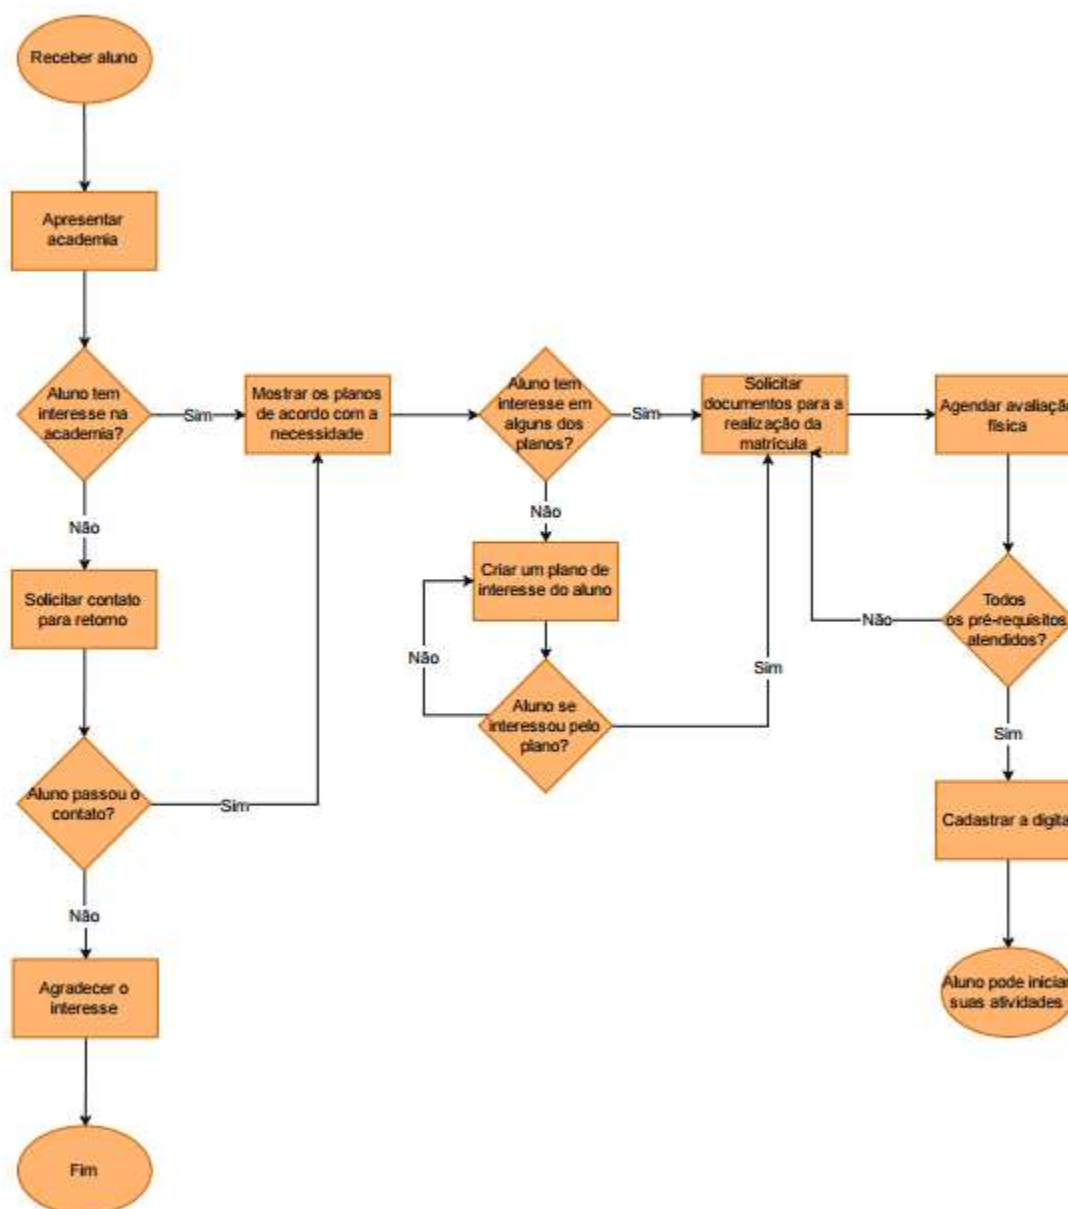 Receber aluno
Apresentar
academia
Aluno tem
interesse na
academia?
Sim
Mostrar os planos
de acordo com a
necessidade
Aluno tem
interesse em
alguns dos
planos?
Sim
Solicitar
documentos para a
realização da
matrícula
Agendar avaliação
física
Não
Solicitar contato
para retorno
Não
Criar um plano de
interesse do aluno
Não
Aluno se
interessou pelo
plano?
Sim
Não
Todos
os pré-requisitos
atendidos?
Sim
Aluno passou o
contato?
Sim
Cadastrar a digita
Não
Agradecer o
interesse
Aluno pode iniciar
suas atividades
Fim